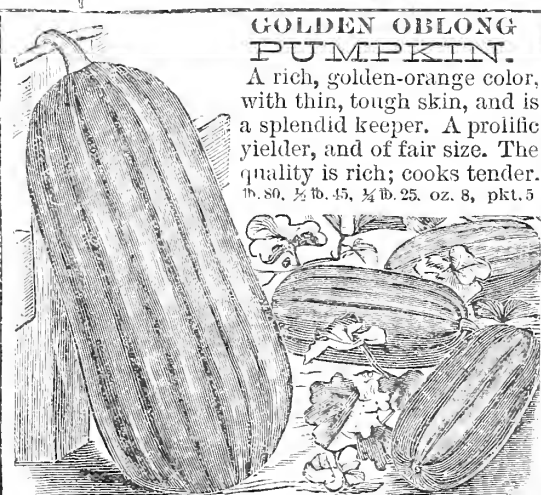 GOLDEN OBLONG
PUMPKIN.
A rich, golden-orange color,
with thin, tough skin, and is
a splendid keeper. A prolific
yielder, and of fair size. The
quality is rich; cooks tender.
lb. 80, ½ lb. 45, ¼ lb. 25. oz. 8, pkt. 5